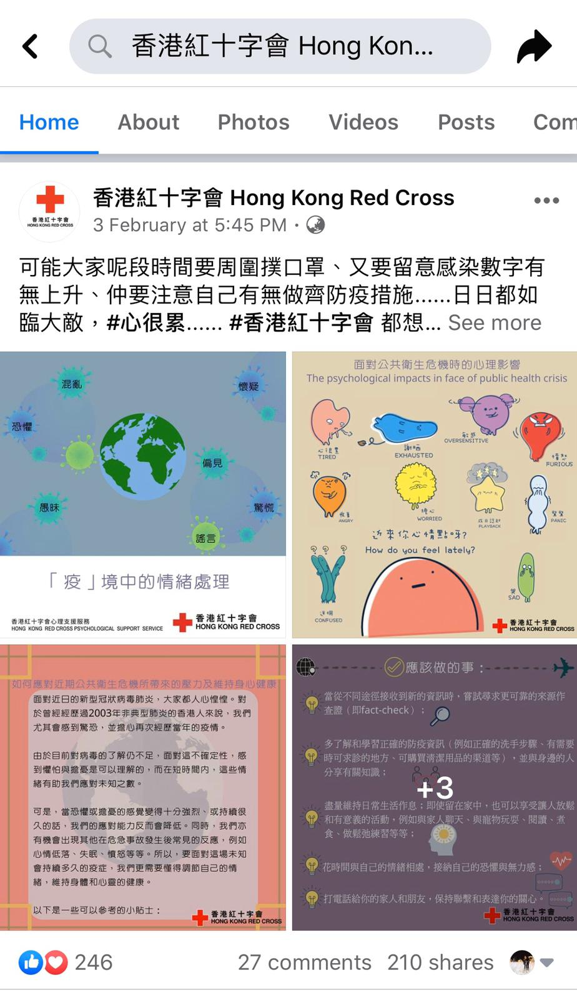 香港紅十字會 Hong Kon...
Home About Photos Videos Posts Com
香港紅十字會
HONG KONG RED CROSS
香港紅十字會 Hong Kong Red Cross
3 February at 5:45 PM ·
可能大家呢段時間要周圍撲口罩、又要留意感染數字有
無上升、仲要注意自己有無做齊防疫措施......日日都如
臨大敵，#心很累...... #香港紅十字會 都想... See more
混亂
懷疑
恐懼
偏見
愚昧
驚慌
謠言
「疫」境中的情緒處理
香港紅十字會心理支援服務
HONG KONG RED CROSS PSYCHOLOGICAL SUPPORT SERVICE
香港紅十字會
HONG KONG RED CROSS
面對公共衛生危機時的心理影響
The psychological impacts in face of public health crisis
心很累
TIRED
謝晒
EXHAUSTED
敏感
OVERSENSITIVE
FURIOUS
ANGRY
擔心
WORRIED
PLAYBACK
緊緊
PANIC
近來你心情點呀?
How do you feel lately?
? ? ?
迷惘
CONFUSED
哭
SAD
香港紅十字會
HONG KONG RED CROSS
如何應對近期公共衛生危機所帶來的壓力及維持身心健康
面對近日的新型冠狀病毒肺炎，大家都人心惶惶。對
於曾經經歷過2003年非典型肺炎的香港人來說，我們
尤其會感到驚恐，並擔心再次經歷當年的疫情。
由於目前對病毒的了解仍不足，面對這不確定性，感
到懼怕與擔憂是可以理解的，而在短時間內，這些情
緒有助我們應對未知之數。
可是，當恐懼或擔憂的感覺變得十分強烈、或持續很
久的話，我們的應對能力反而會降低。同時，我們亦
有機會出現其他在危急事故發生後常見的反應，例如
心情低落、失眠、憤怒等等。所以，要面對這場未知
會持續多久的疫症，我們更需要懂得調節自己的情
緒，維持身體和心靈的健康。
以下是一些可以參考的小貼士：
香港紅十字會
HONG KONG RED CROSS
應該做的事：
當從不同途徑接收到新的資訊時，嘗試尋求更可靠的來源作
查證（即fact-check）；
多了解和學習正確的防疫資訊（例如正確的洗手步驟、有需要
時可求診的地方、可購買清潔用品的渠道等），並與身邊的人
分享有關知識；
+3
盡量維持日常生活作息；即使留在家中，也可以享受讓人放鬆
和有意義的活動，例如與家人聊天、與寵物玩耍、閱讀、煮
食、做鬆弛練習等等；
花時間與自己的情緒相處，接納自己的恐懼與無力感；
打電話給你的家人和朋友，保持聯繫和表達你的關心。
香港紅十字會
HONG KONG RED CROSS
246 27 comments 210 shares